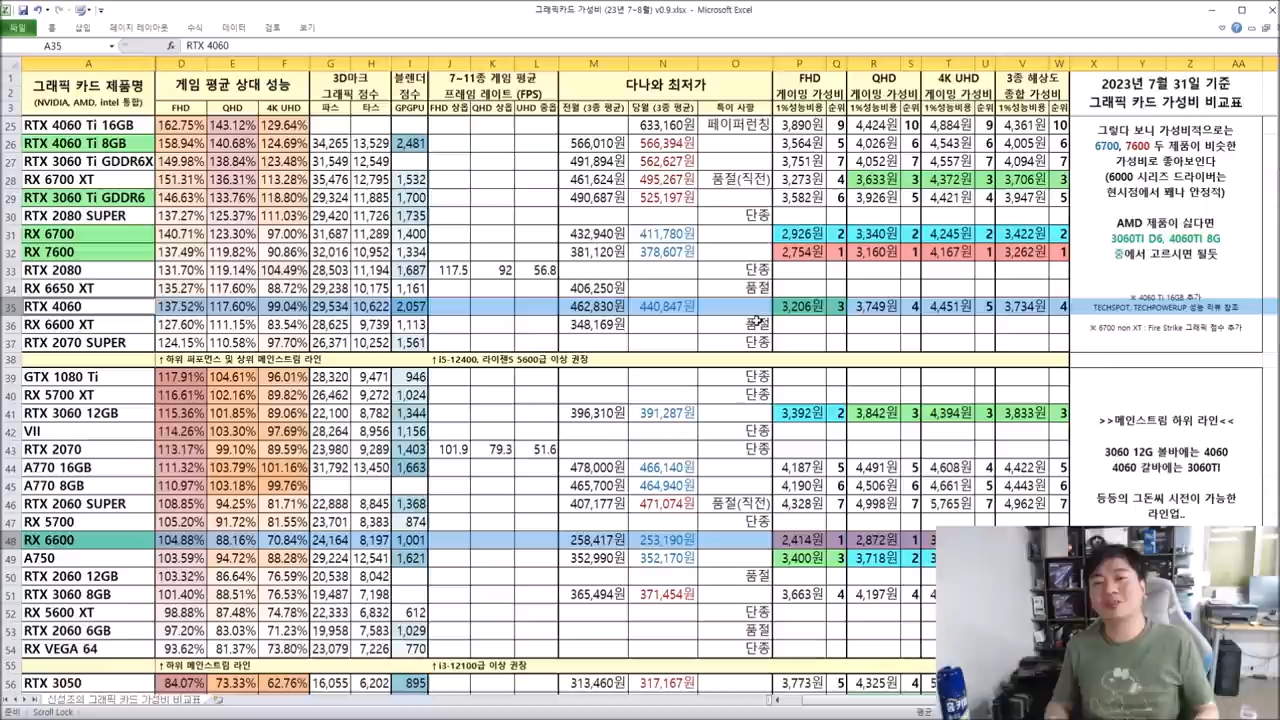 그래픽카드 가성비 (23년 7~8월) v0.9.xlsx - Microsoft Excel
파일 홈 삽입 페이지 레이아웃 수식 데이터 검토 보기
A35 fx RTX 4060
A D E F G H I J K L M N O P Q R S T U V W X Y Z AA
1 그래픽 카드 제품명 게임 평균 상대 성능 3D마크 블렌더 7~11종 게임 평균 다나와 최저가 FHD QHD 4K UHD 3종 해상도 2023년 7월 31일 기준
2 (NVIDIA, AMD, intel 통합) 그래픽 점수 점수 프레임 레이트 (FPS) 게이밍 가성비 게이밍 가성비 게이밍 가성비 종합 가성비 그래픽 카드 가성비 비교표
3 FHD QHD 4K UHD 파스 타스 GPGPU FHD 상옵 QHD 상옵 UHD 중옵 전월 (3종 평균) 당월 (3종 평균) 특이 사항 1%성능비용 순위 1%성능비용 순위 1%성능비용 순위 1%성능비용 순위
25 RTX 4060 Ti 16GB 162.75% 143.12% 129.64% 633,160원 페이퍼런칭 3,890원 9 4,424원 10 4,884원 9 4,361원 10
26 RTX 4060 Ti 8GB 158.94% 140.68% 124.69% 34,265 13,529 2,481 566,010원 566,394원 3,564원 5 4,026원 6 4,543원 6 4,005원 6
27 RTX 3060 Ti GDDR6X 149.98% 138.84% 123.48% 31,549 12,549 491,894원 562,627원 3,751원 7 4,052원 7 4,557원 7 4,094원 7
28 RX 6700 XT 151.31% 136.31% 113.28% 35,485 12,776 1,532 461,624원 495,267원 품절(직전) 3,273원 4 3,633원 3 4,372원 3 3,706원 3
29 RTX 3060 Ti GDDR6 146.63% 133.76% 118.80% 29,324 11,885 1,700 490,687원 525,197원 3,582원 6 3,926원 5 4,421원 4 3,947원 5
30 RTX 2080 SUPER 137.27% 125.37% 111.03% 29,420 11,726 1,735 단종
31 RX 6700 140.71% 123.30% 97.00% 31,687 11,289 1,400 432,940원 411,780원 2,926원 2 3,340원 2 4,245원 2 3,422원 2
32 RX 7600 137.49% 119.82% 90.86% 32,016 10,952 1,334 381,120원 378,607원 2,754원 1 3,160원 1 4,167원 1 3,262원 1
33 RTX 2080 131.70% 119.14% 104.49% 28,503 11,194 1,687 117.5 92 56.8 단종
34 RX 6650 XT 135.27% 117.60% 88.72% 29,238 10,175 1,161 406,250원 품절
35 RTX 4060 137.52% 117.60% 99.04% 29,534 10,622 2,057 462,830원 440,847원 3,206원 3 3,749원 4 4,451원 5 3,734원 4
36 RX 6600 XT 127.60% 111.15% 83.54% 28,625 9,739 1,113 348,169원 품절
37 RTX 2070 SUPER 124.15% 110.58% 97.70% 26,371 10,252 1,561 단종
38 ↑하위 퍼포먼스 및 상위 메인스트림 라인 ↑i5-12400, 라이젠5 5600급 이상 권장
39 GTX 1080 Ti 117.91% 104.61% 96.01% 28,320 9,471 946 단종
40 RX 5700 XT 116.61% 102.16% 89.82% 26,462 9,272 1,024 단종
41 RTX 3060 12GB 115.36% 101.85% 89.06% 22,100 8,782 1,344 396,310원 391,287원 3,392원 2 3,842원 3 4,394원 3 3,833원 3
42 VII 114.26% 103.30% 97.69% 28,264 8,956 1,156 단종
43 RTX 2070 113.17% 99.10% 89.59% 23,980 9,289 1,403 101.9 79.3 51.6 단종
44 A770 16GB 111.32% 103.79% 101.16% 31,792 13,450 1,663 478,000원 466,140원 4,187원 5 4,491원 5 4,608원 4 4,422원 5
45 A770 8GB 110.97% 103.18% 99.76% 465,700원 464,940원 4,190원 6 4,506원 6 4,661원 5 4,443원 6
46 RTX 2060 SUPER 108.85% 94.25% 81.71% 22,888 8,845 1,368 407,177원 471,074원 품절(직전) 4,328원 7 4,998원 7 5,765원 7 4,962원 7
47 RX 5700 105.20% 91.72% 81.55% 23,701 8,383 874 단종
48 RX 6600 104.88% 88.16% 70.84% 24,164 8,197 1,001 258,417원 253,190원 2,414원 1 2,872원 1
49 A750 103.59% 94.72% 88.28% 29,224 12,541 1,621 352,990원 352,170원 3,400원 3 3,718원 2
50 RTX 2060 12GB 103.32% 86.64% 76.59% 20,538 8,042 품절
51 RTX 3060 8GB 101.40% 88.51% 76.53% 19,487 7,198 365,494원 371,454원 3,663원 4 4,197원 4
52 RX 5600 XT 98.88% 87.48% 74.78% 22,333 6,832 612 단종
53 RTX 2060 6GB 97.20% 83.03% 71.23% 19,958 7,583 1,029 품절
54 RX VEGA 64 93.62% 81.37% 73.80% 23,079 7,226 770 단종
55 ↑하위 메인스트림 라인 ↑i3-12100급 이상 권장
56 RTX 3050 84.07% 73.33% 62.76% 16,055 6,202 895 313,460원 317,167원 3,773원 5 4,325원 4
그렇다 보니 가성비적으로는
6700, 7600 두 제품이 비슷한
가성비로 좋아보인다
(6000 시리즈 드라이버는
현시점에서 꽤나 안정적)
AMD 제품이 싫다면
3060TI D6, 4060TI 8G
중에서 고르시면 될듯
※ 4060 Ti 16GB 추가
TECHSPOT, TECHPOWERUP 성능 리뷰 참조
※ 6700 non XT : Fire Strike 그래픽 점수 추가
>>메인스트림 하위 라인<<
3060 12G 볼바에는 4060
4060 갈바에는 3060TI
등등의 그돈씨 시전이 가능한
라인업..
신성조의 그래픽 카드 가성비 비교표
준비 Scroll Lock 평균